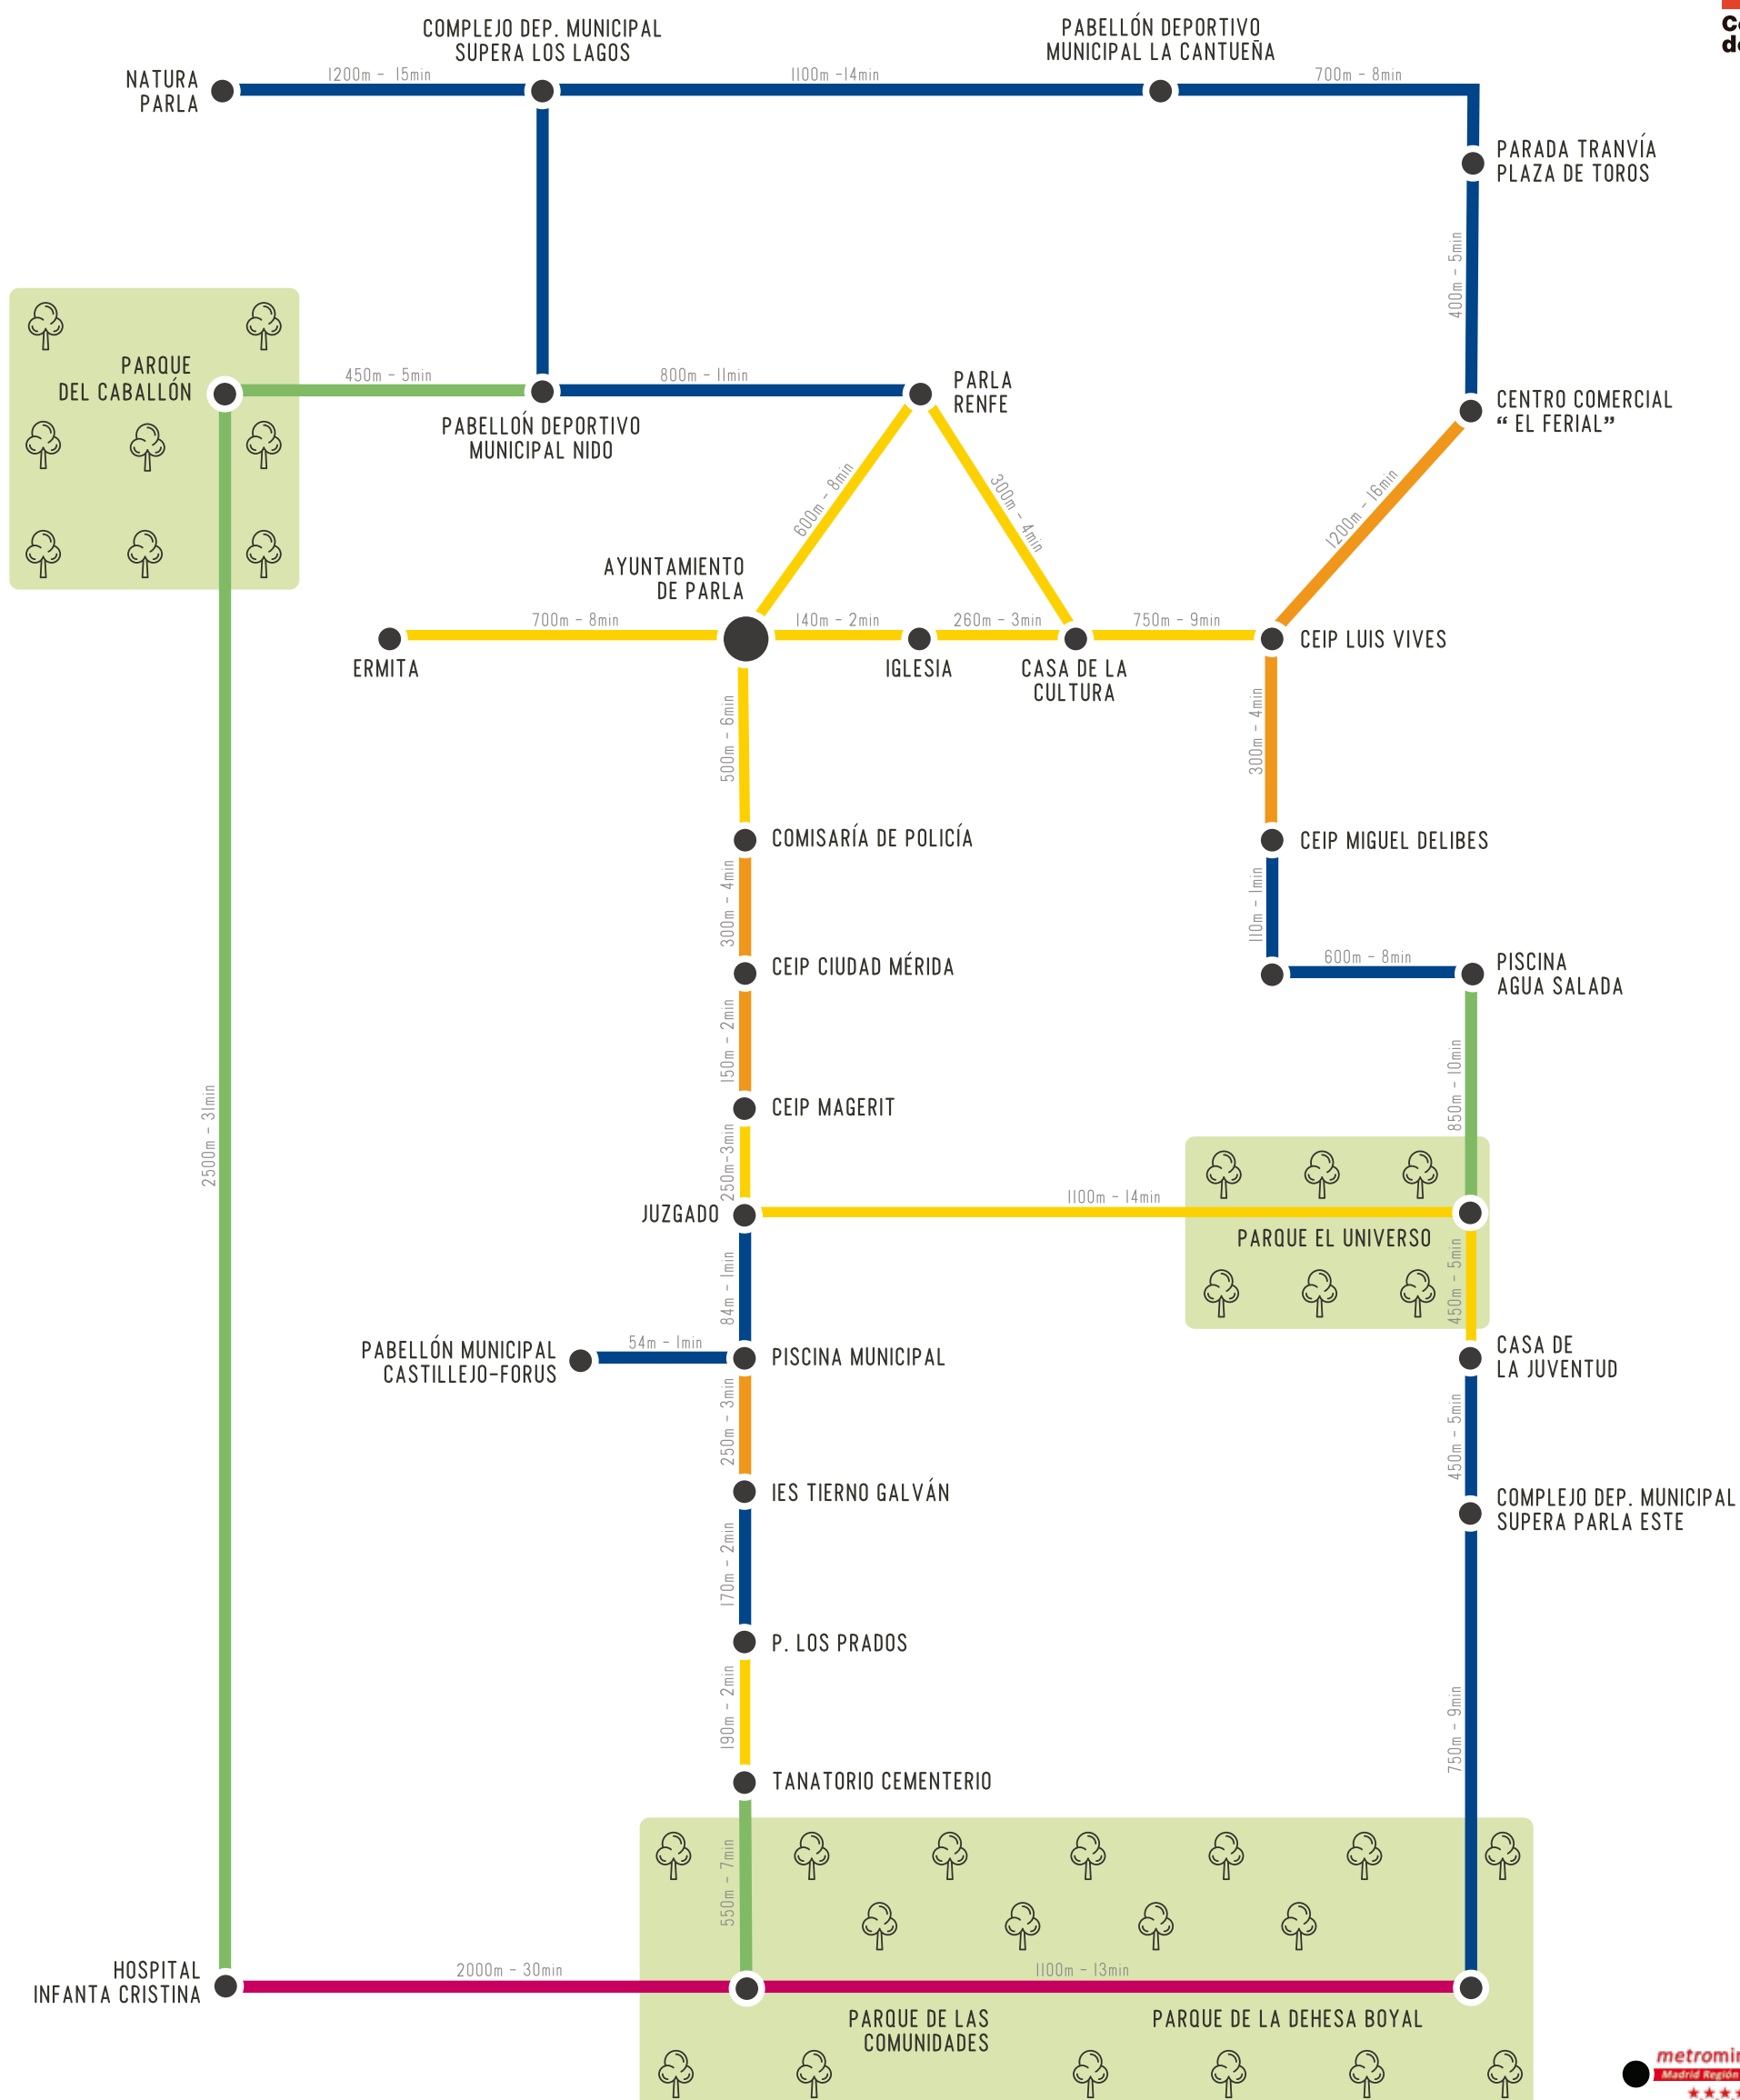 COMPLEJO DEP. MUNICIPAL
SUPERA LOS LAGOS
PABELLÓN DEPORTIVO
MUNICIPAL LA CANTUEÑA
NATURA
PARLA
1200m - 15min
1100m -14min
700m - 8min
PARADA TRANVÍA
PLAZA DE TOROS
400m - 5min
PARQUE
DEL CABALLÓN
450m - 5min
800m - 11min
PARLA
RENFE
CENTRO COMERCIAL
“ EL FERIAL”
PABELLÓN DEPORTIVO
MUNICIPAL NIDO
600m - 8min
300m - 4min
1200m - 16min
AYUNTAMIENTO
DE PARLA
700m - 8min
140m - 2min
260m - 3min
750m - 9min
CEIP LUIS VIVES
ERMITA
IGLESIA
CASA DE LA
CULTURA
500m - 6min
300m - 4min
COMISARÍA DE POLICÍA
CEIP MIGUEL DELIBES
300m - 4min
110m - 1min
CEIP CIUDAD MÉRIDA
600m - 8min
PISCINA
AGUA SALADA
150m - 2min
850m - 10min
2500m - 31min
CEIP MAGERIT
250m-3min
JUZGADO
1100m - 14min
PARQUE EL UNIVERSO
84m - 1min
450m - 5min
PABELLÓN MUNICIPAL
CASTILLEJO-FORUS
54m - 1min
PISCINA MUNICIPAL
CASA DE
LA JUVENTUD
250m - 3min
450m - 5min
IES TIERNO GALVÁN
COMPLEJO DEP. MUNICIPAL
SUPERA PARLA ESTE
170m - 2min
P. LOS PRADOS
190m - 2min
750m - 9min
TANATORIO CEMENTERIO
550m - 7min
HOSPITAL
INFANTA CRISTINA
2000m - 30min
1100m - 13min
PARQUE DE LAS
COMUNIDADES
PARQUE DE LA DEHESA BOYAL
Madrid Región